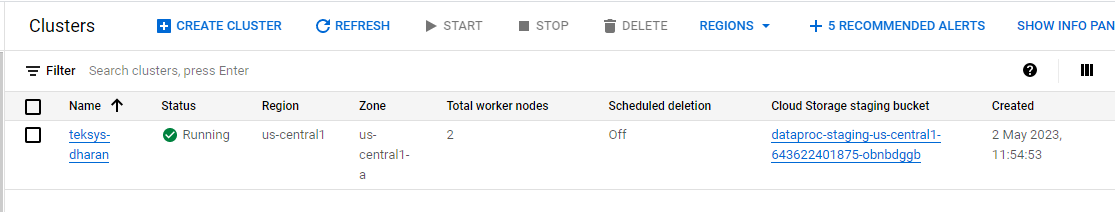 Clusters CREATE CLUSTER REFRESH START STOP DELETE REGIONS 5 RECOMMENDED ALERTS SHOW INFO PAN
Filter Search clusters, press Enter
Name Status Region Zone Total worker nodes Scheduled deletion Cloud Storage staging bucket Created
teksys- Running us-central1 us- 2 Off dataproc-staging-us-central1- 2 May 2023,
dharan central1- 643622401875-obnbdggb 11:54:53
a